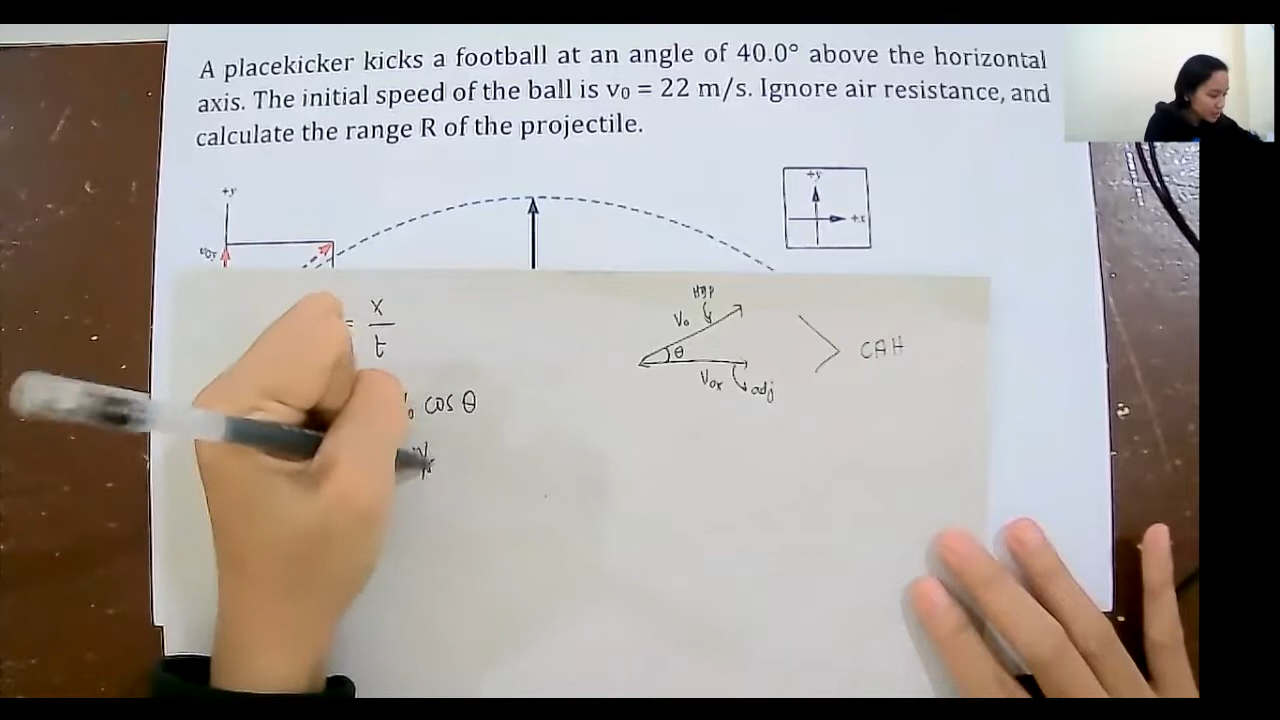 A placekicker kicks a football at an angle of 40.0° above the horizontal
axis. The initial speed of the ball is v₀ = 22 m/s. Ignore air resistance, and
calculate the range R of the projectile.
+y
+y
+x
v₀y
= x/t
HYP
V₀
θ
V₀ₓ
adj
CAH
cos θ